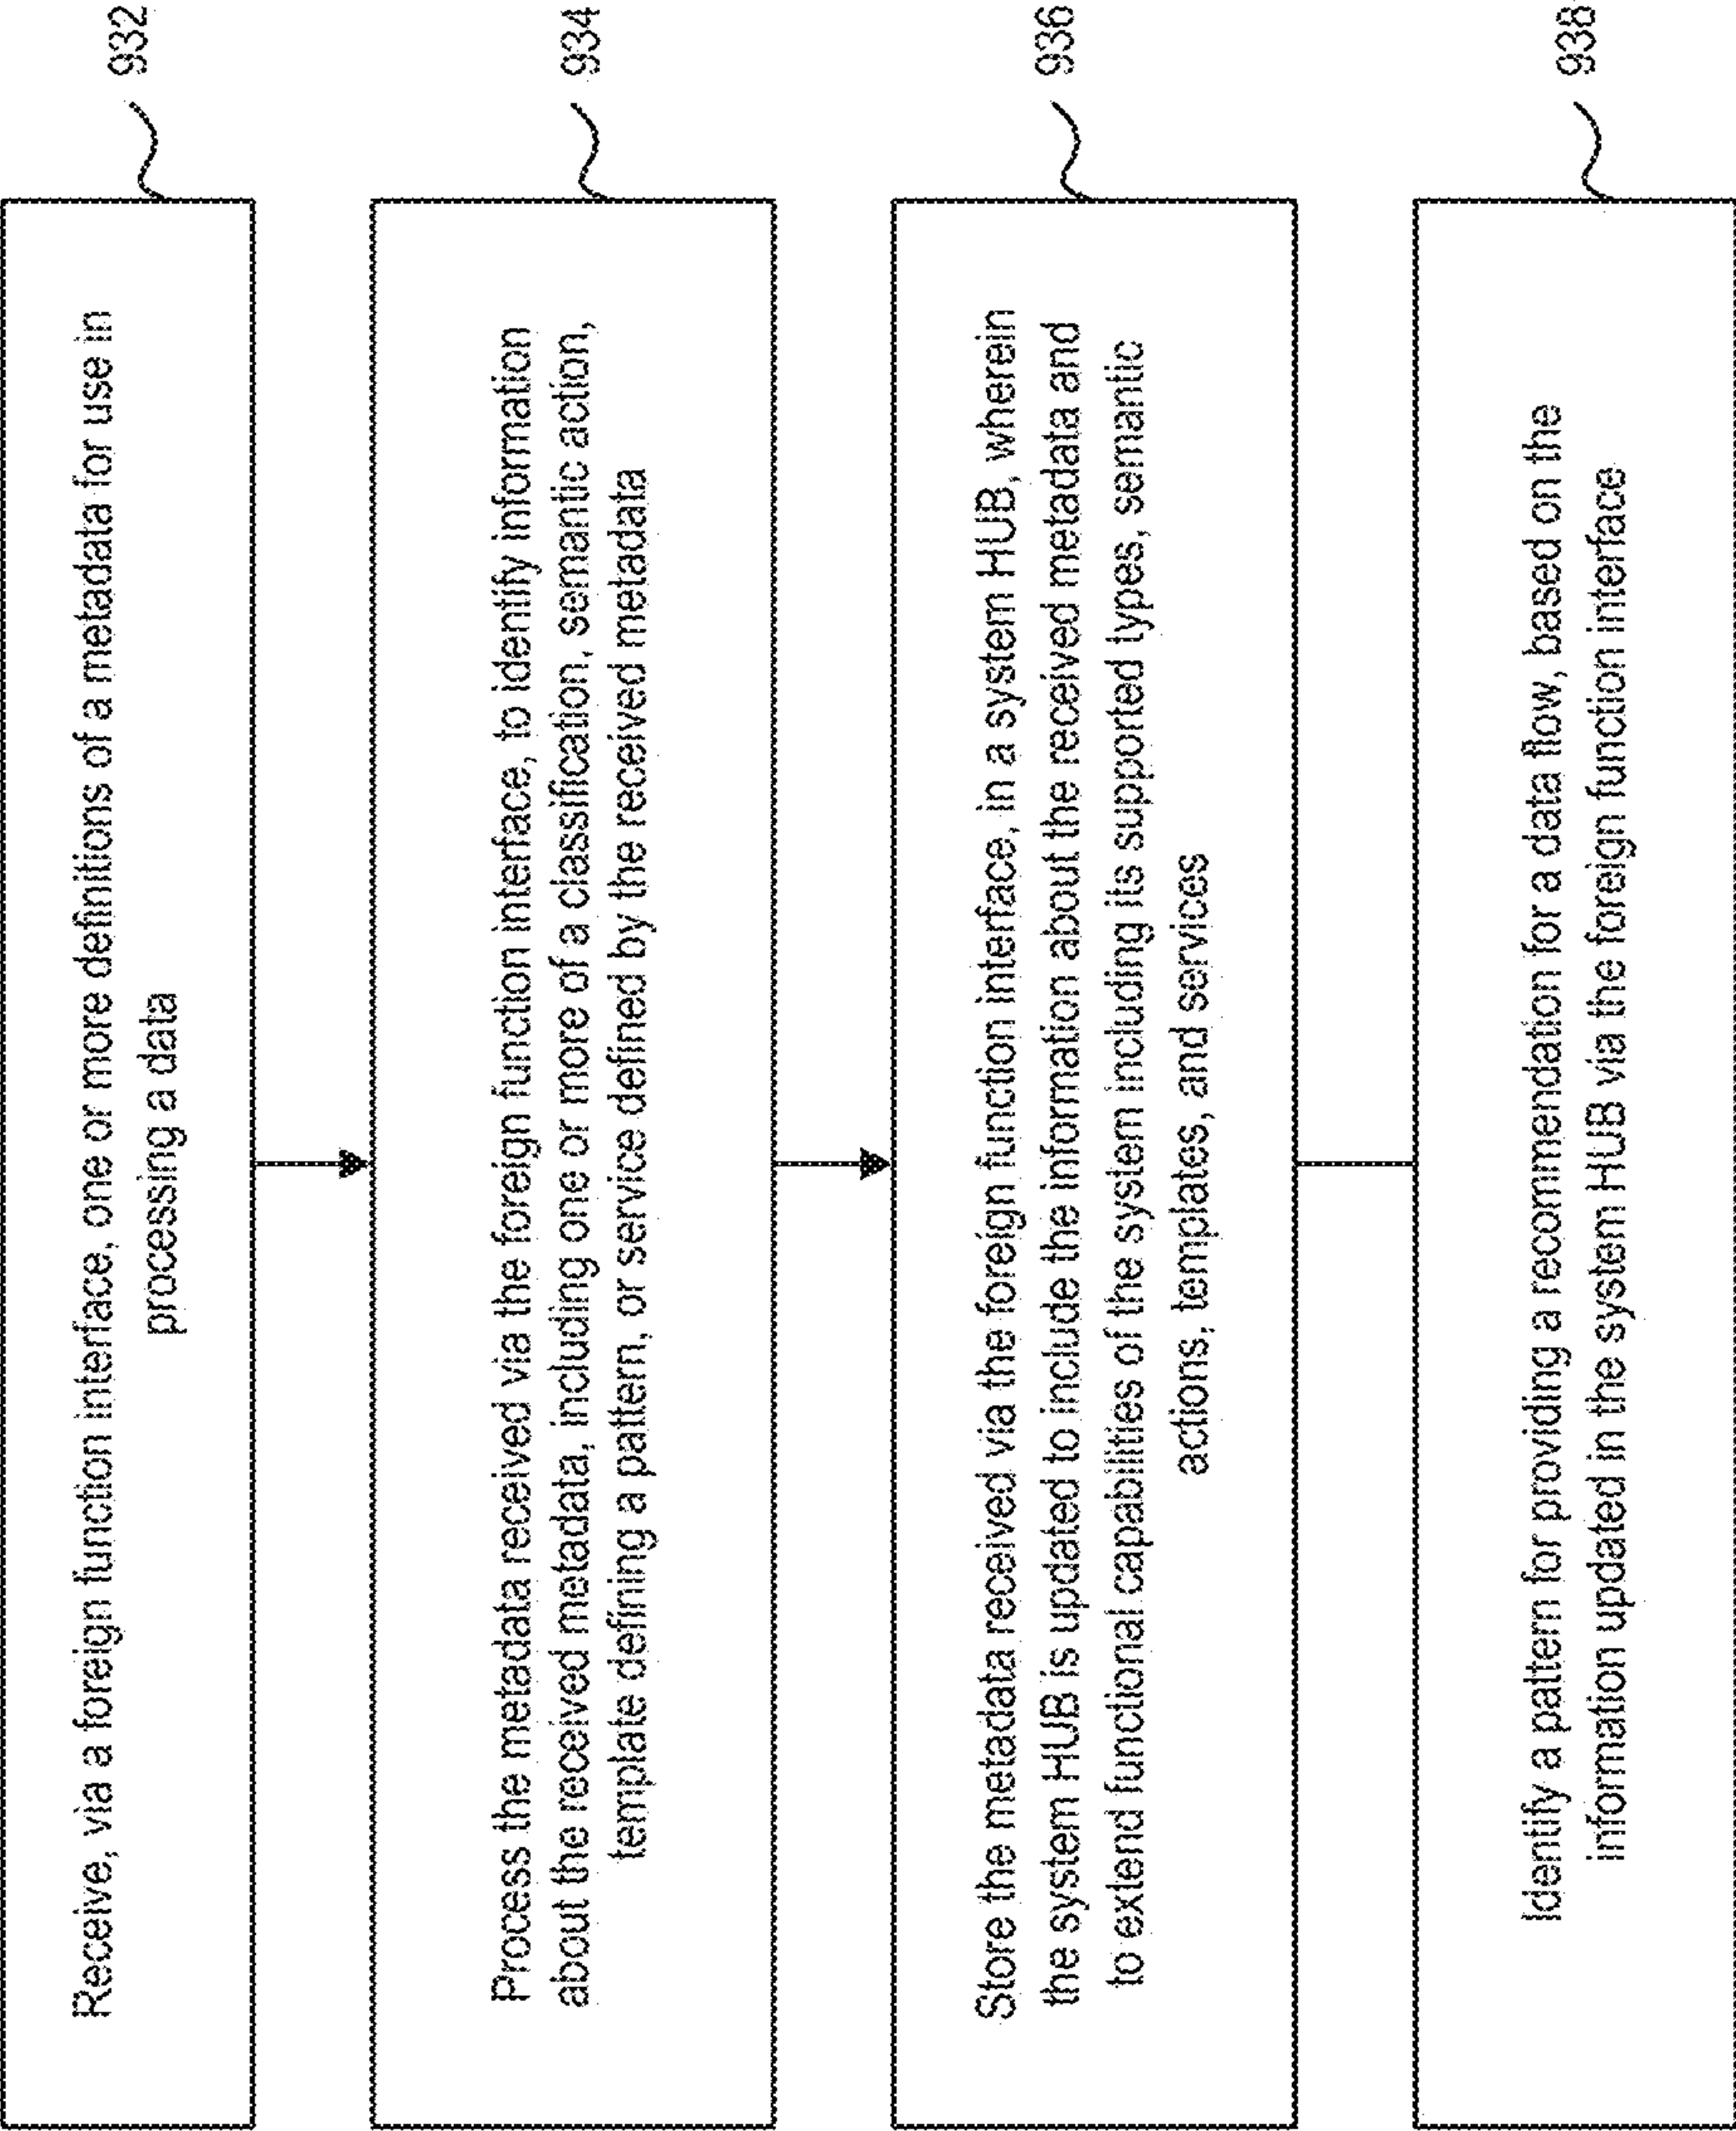 Receive, via a foreign function interface, one or more definitions of a metadata for use in
processing a data
932
Process the metadata received via the foreign function interface, to identify information
about the received metadata, including one or more of a classification, semantic action,
template defining a pattern, or service defined by the received metadata
934
Store the metadata received via the foreign function interface, in a system HUB, wherein
the system HUB is updated to include the information about the received metadata and
to extend functional capabilities of the system including its supported types, semantic
actions, templates, and services
936
Identify a pattern for providing a recommendation for a data flow, based on the
information updated in the system HUB via the foreign function interface
938